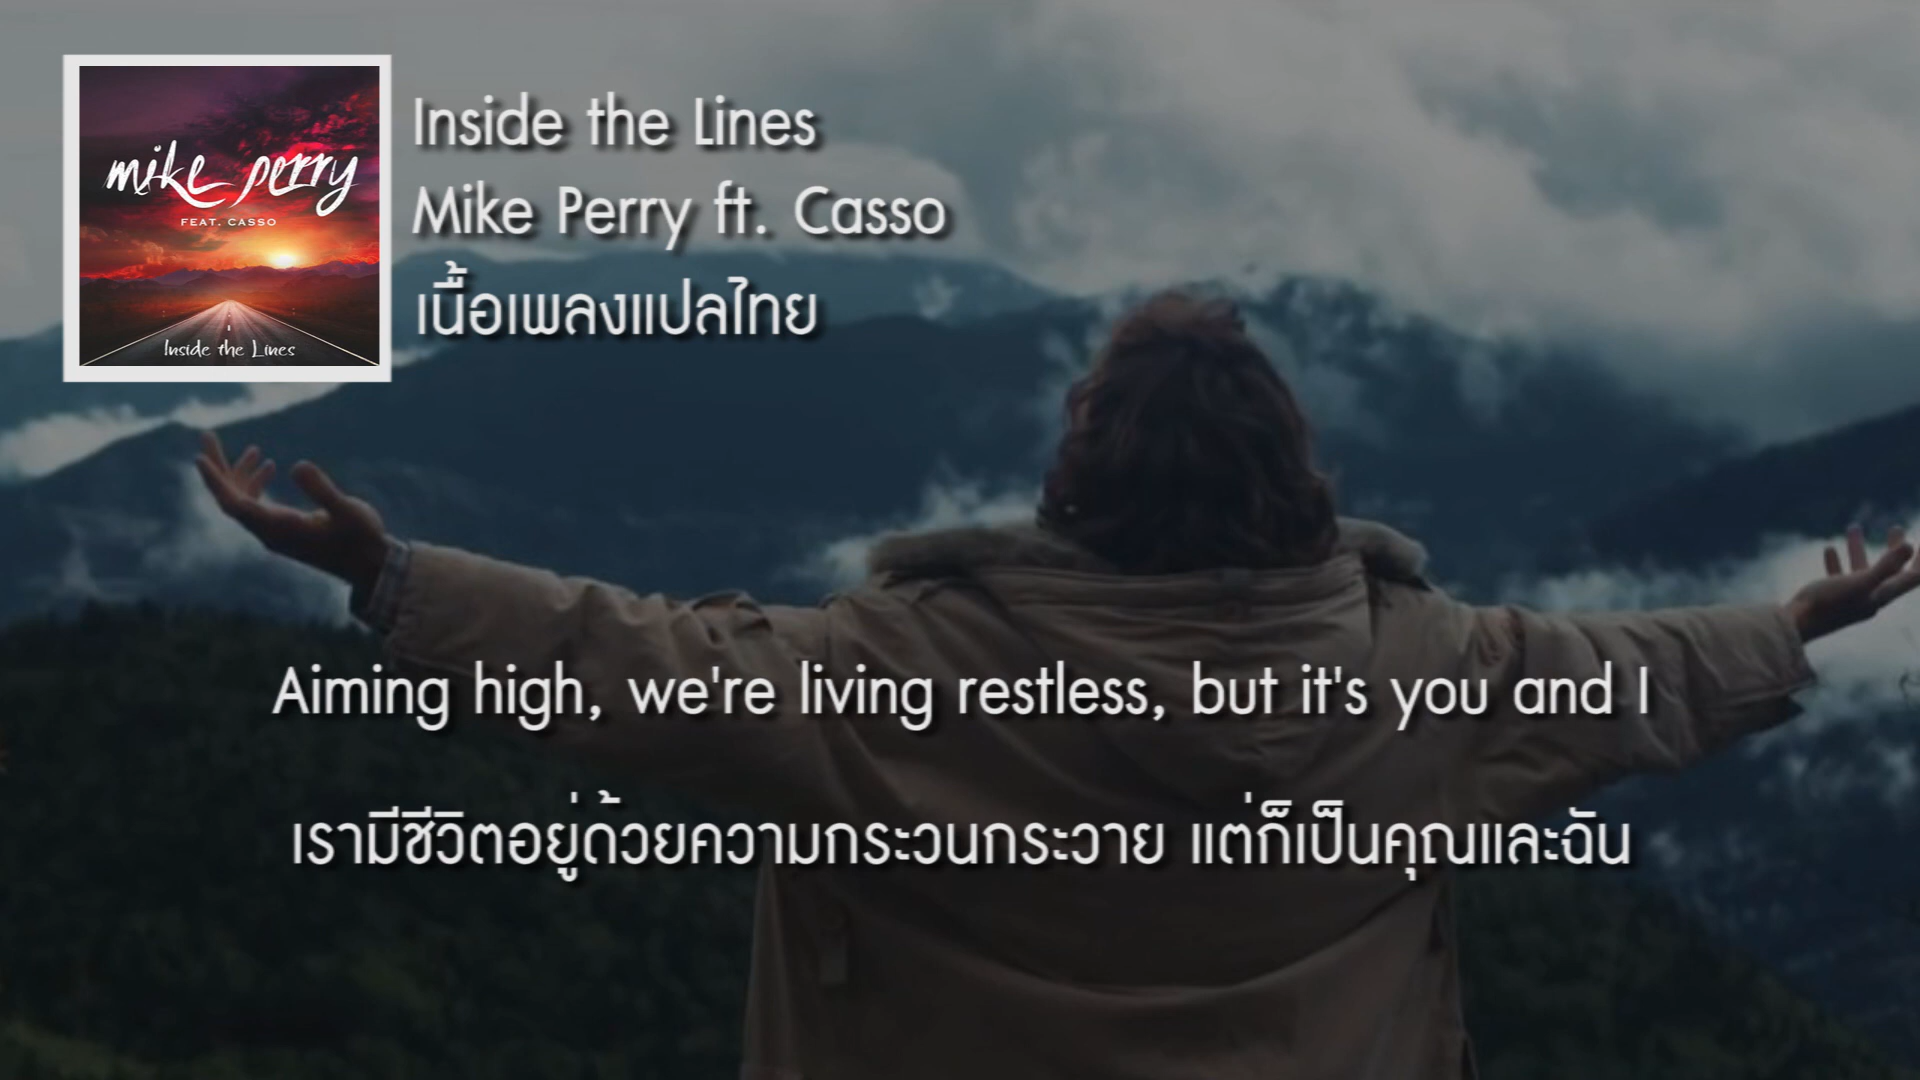 mike perry
FEAT. CASSO
Inside the Lines
Inside the Lines
Mike Perry ft. Casso
เนื้อเพลงแปลไทย
Aiming high, we're living restless, but it's you and I
เรามีชีวิตอยู่ด้วยความกระวนกระวาย แต่ก็เป็นคุณและฉัน